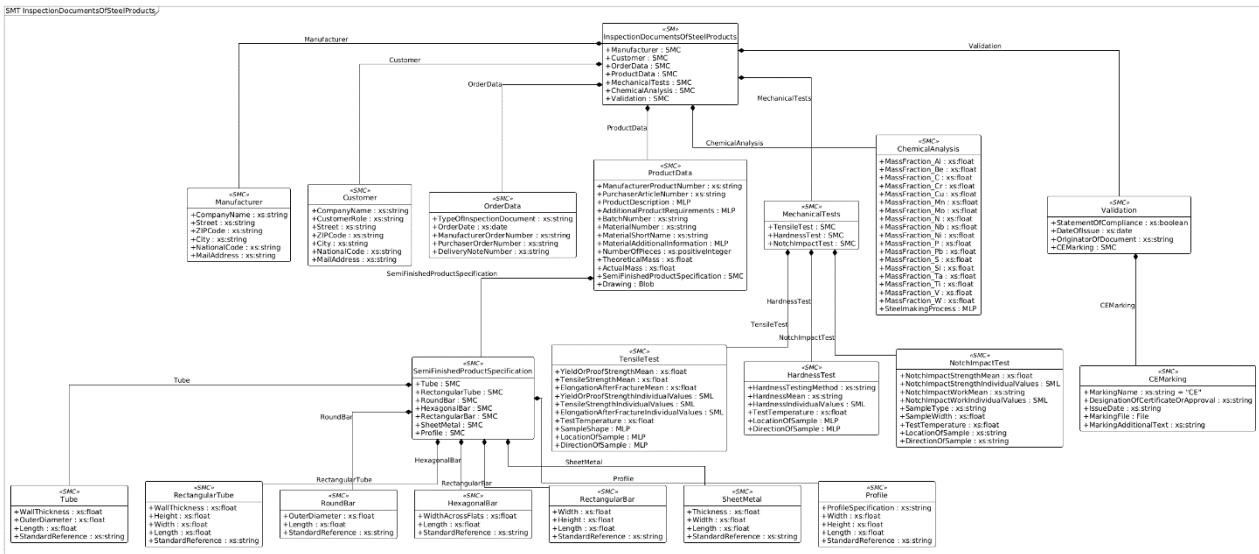 SMT InspectionDocumentsOfSteelProducts
«SM»
InspectionDocumentsOfSteelProducts
+Manufacturer : SMC
+Customer : SMC
+OrderData : SMC
+ProductData : SMC
+MechanicalTests : SMC
+ChemicalAnalysis : SMC
+Validation : SMC
Manufacturer
Customer
OrderData
ProductData
ChemicalAnalysis
MechanicalTests
Validation
«SMC»
Manufacturer
+CompanyName : xs:string
+Street : xs:string
+ZIPCode : xs:string
+City : xs:string
+NationalCode : xs:string
+MailAddress : xs:string
«SMC»
Customer
+CompanyName : xs:string
+CustomerRole : xs:string
+Street : xs:string
+ZIPCode : xs:string
+City : xs:string
+NationalCode : xs:string
+MailAddress : xs:string
«SMC»
OrderData
+TypeOfInspectionDocument : xs:string
+OrderDate : xs:date
+ManufacturerOrderNumber : xs:string
+PurchaserOrderNumber : xs:string
+DeliveryNoteNumber : xs:string
«SMC»
ProductData
+ManufacturerProductNumber : xs:string
+PurchaserArticleNumber : xs:string
+ProductDescription : MLP
+AdditionalProductRequirements : MLP
+BatchNumber : xs:string
+MaterialNumber : xs:string
+MaterialShortName : xs:string
+MaterialAdditionalInformation : MLP
+NumberOfPieces : xs:positiveInteger
+TheoreticalMass : xs:float
+ActualMass : xs:float
+SemiFinishedProductSpecification : SMC
+Drawing : Blob
«SMC»
MechanicalTests
+TensileTest : SMC
+HardnessTest : SMC
+NotchImpactTest : SMC
«SMC»
ChemicalAnalysis
+MassFraction_Al : xs:float
+MassFraction_Be : xs:float
+MassFraction_C : xs:float
+MassFraction_Cr : xs:float
+MassFraction_Cu : xs:float
+MassFraction_Mn : xs:float
+MassFraction_Mo : xs:float
+MassFraction_N : xs:float
+MassFraction_Nb : xs:float
+MassFraction_Ni : xs:float
+MassFraction_P : xs:float
+MassFraction_Pb : xs:float
+MassFraction_S : xs:float
+MassFraction_Si : xs:float
+MassFraction_Ta : xs:float
+MassFraction_Ti : xs:float
+MassFraction_V : xs:float
+MassFraction_W : xs:float
+SteelmakingProcess : MLP
«SMC»
Validation
+StatementOfCompliance : xs:boolean
+DateOfIssue : xs:date
+OriginatorOfDocument : xs:string
+CEMarking : SMC
SemiFinishedProductSpecification
HardnessTest
TensileTest
NotchImpactTest
CEMarking
«SMC»
SemiFinishedProductSpecification
+Tube : SMC
+RectangularTube : SMC
+RoundBar : SMC
+HexagonalBar : SMC
+RectangularBar : SMC
+SheetMetal : SMC
+Profile : SMC
«SMC»
TensileTest
+YieldOrProofStrengthMean : xs:float
+TensileStrengthMean : xs:float
+ElongationAfterFractureMean : xs:float
+YieldOrProofStrengthIndividualValues : SML
+TensileStrengthIndividualValues : SML
+ElongationAfterFractureIndividualValues : SML
+TestTemperature : xs:float
+SampleShape : MLP
+LocationOfSample : MLP
+DirectionOfSample : MLP
«SMC»
HardnessTest
+HardnessTestingMethod : xs:string
+HardnessMean : xs:string
+HardnessIndividualValues : SML
+TestTemperature : xs:float
+LocationOfSample : MLP
+DirectionOfSample : MLP
«SMC»
NotchImpactTest
+NotchImpactStrengthMean : xs:float
+NotchImpactStrengthIndividualValues : SML
+NotchImpactWorkMean : xs:float
+NotchImpactWorkIndividualValues : SML
+SampleType : xs:string
+SampleWidth : xs:float
+TestTemperature : xs:float
+LocationOfSample : xs:string
+DirectionOfSample : xs:string
«SMC»
CEMarking
+MarkingName : xs:string = "CE"
+DesignationOfCertificateOrApproval : xs:string
+IssueDate : xs:string
+MarkingFile : File
+MarkingAdditionalText : xs:string
Tube
RoundBar
HexagonalBar
RectangularTube
RectangularBar
SheetMetal
Profile
«SMC»
Tube
+WallThickness : xs:float
+OuterDiameter : xs:float
+Length : xs:float
+StandardReference : xs:string
«SMC»
RectangularTube
+WallThickness : xs:float
+Height : xs:float
+Width : xs:float
+Length : xs:float
+StandardReference : xs:string
«SMC»
RoundBar
+OuterDiameter : xs:float
+Length : xs:float
+StandardReference : xs:string
«SMC»
HexagonalBar
+WidthAcrossFlats : xs:float
+Length : xs:float
+StandardReference : xs:string
«SMC»
RectangularBar
+Width : xs:float
+Height : xs:float
+Length : xs:float
+StandardReference : xs:string
«SMC»
SheetMetal
+Thickness : xs:float
+Width : xs:float
+Length : xs:float
+StandardReference : xs:string
«SMC»
Profile
+ProfileSpecification : xs:string
+Width : xs:float
+Height : xs:float
+Length : xs:float
+StandardReference : xs:string